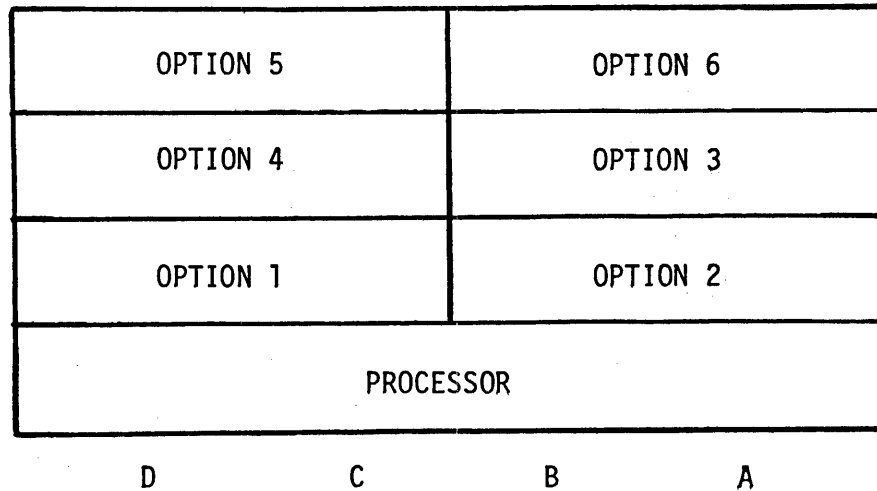 OPTION 5 OPTION 6
OPTION 4 OPTION 3
OPTION 1 OPTION 2
PROCESSOR
D C B A